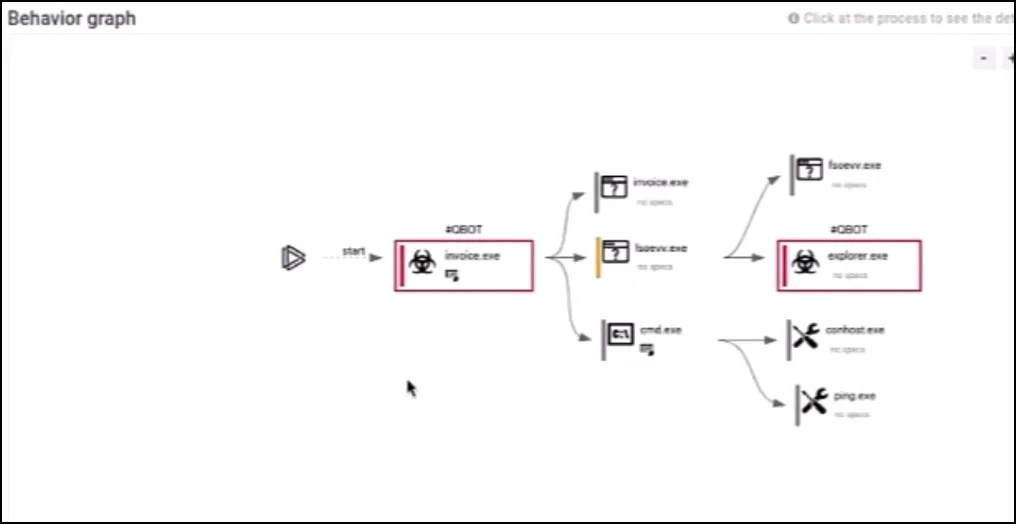 Behavior graph
Click at the process to see the det
-
+
start
#QBOT
invoice.exe
invoice.exe
no specs
fsoevv.exe
no specs
cmd.exe
fsoevv.exe
no specs
#QBOT
explorer.exe
no specs
conhost.exe
no specs
ping.exe
no specs